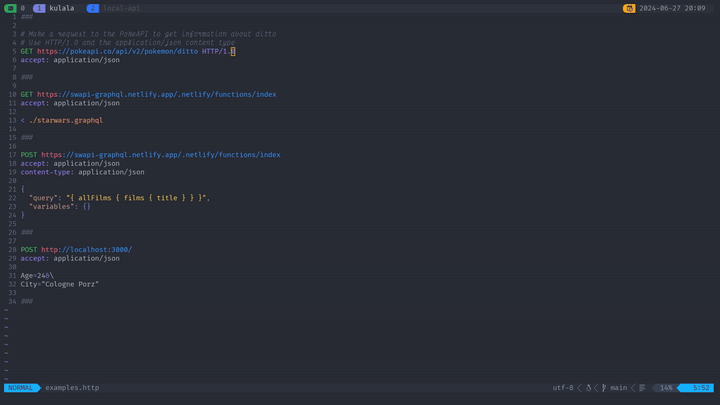 0 1 kulala 2 local-api 2024-06-27 20:09
1 ###
2
3 # Make a request to the PokeAPI to get information about ditto
4 # Use HTTP/1.0 and the application/json content type
5 GET https://pokeapi.co/api/v2/pokemon/ditto HTTP/1.0
6 accept: application/json
7
8 ###
9
10 GET https://swapi-graphql.netlify.app/.netlify/functions/index
11 accept: application/json
12
13 < ./starwars.graphql
14
15 ###
16
17 POST https://swapi-graphql.netlify.app/.netlify/functions/index
18 accept: application/json
19 content-type: application/json
20
21 {
22 "query": "{ allFilms { films { title } } }",
23 "variables": {}
24 }
25
26 ###
27
28 POST http://localhost:3000/
29 accept: application/json
30
31 Age=246\
32 City="Cologne Porz"
33
34 ###
~
~
~
~
~
~
~
~
~
NORMAL examples.http utf-8 main 14% 5:52